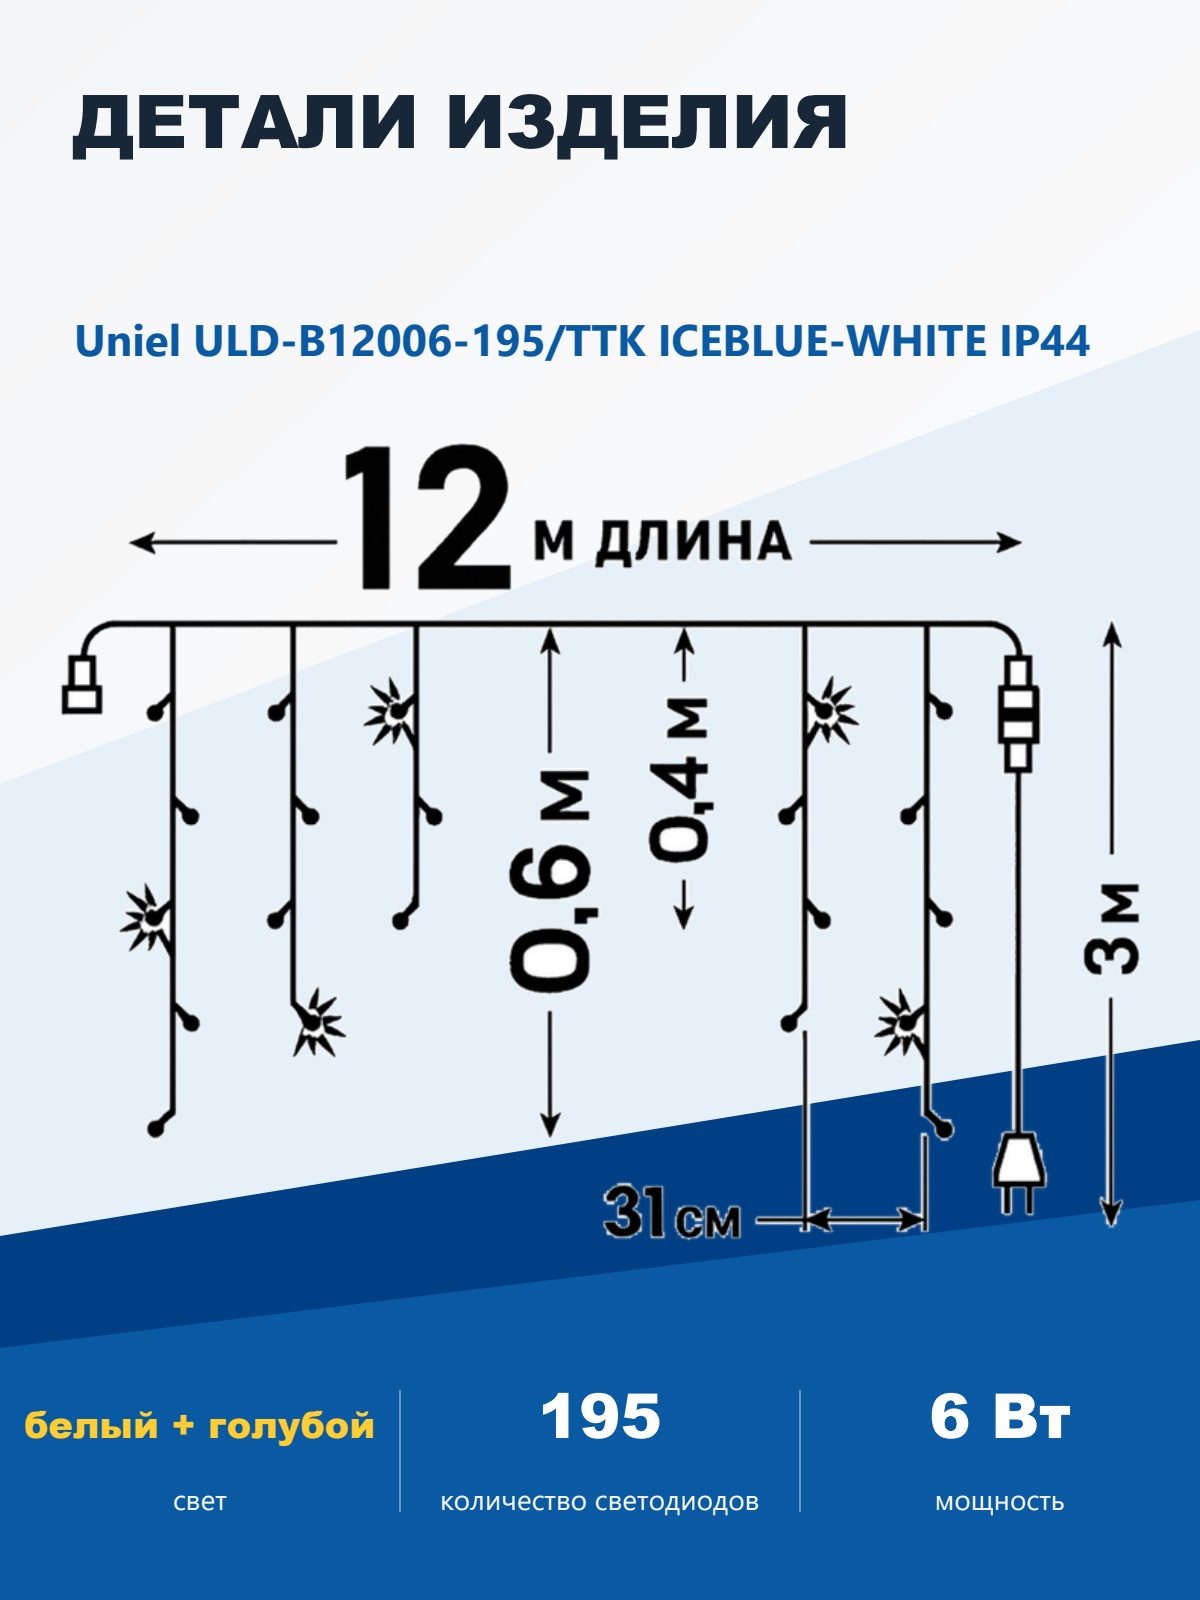 ДЕТАЛИ ИЗДЕЛИЯ
Uniel ULD-B12006-195/TTK ICEBLUE-WHITE IP44
12 м длина
0,6 м
0,4 м
3 м
31 см
белый + голубой
свет
195
количество светодиодов
6 Вт
мощность